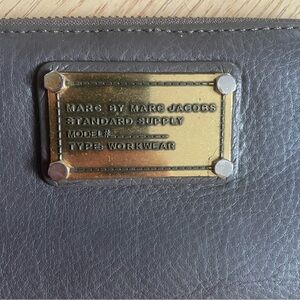 MARC BY MARC JACOBS
STANDARD SUPPLY
MODEL#
TYPE: WORKWEAR